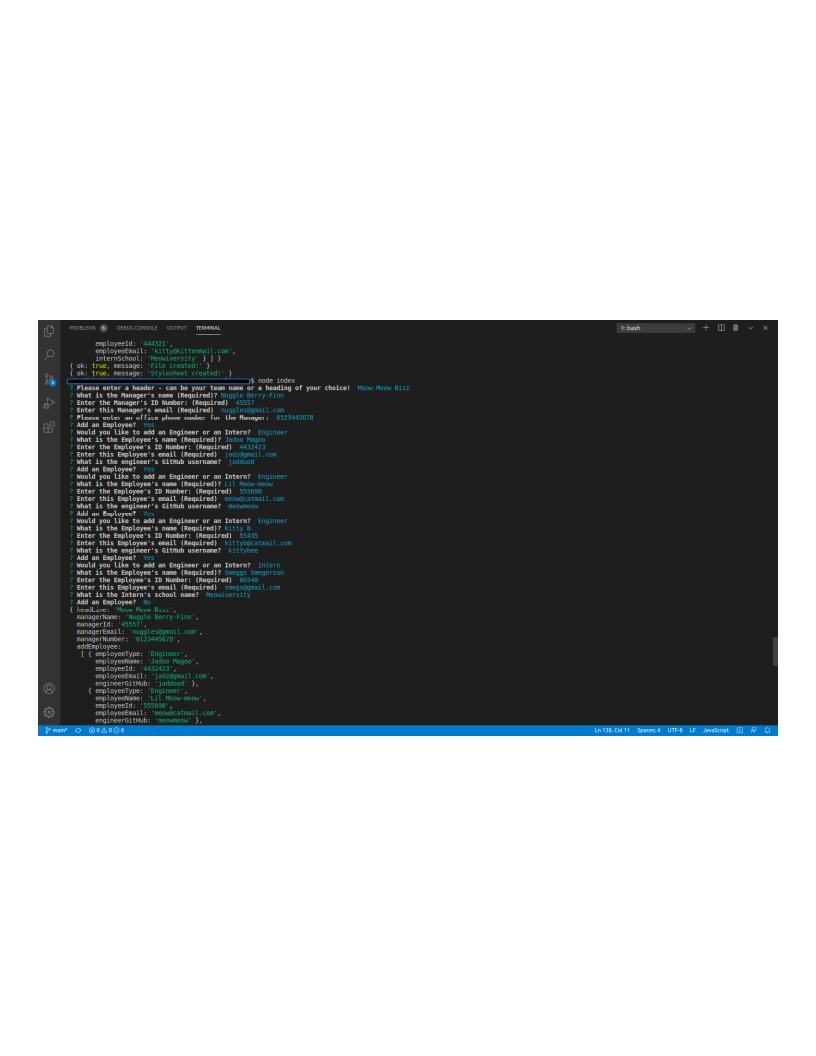 PROBLEMS 6 DEBUG CONSOLE OUTPUT TERMINAL 1: bash
employeeId: '444321',
employeeEmail: 'kitty@kittenmail.com',
internSchool: 'Meowiversity' } ] }
{ ok: true, message: 'File created!' }
{ ok: true, message: 'Stylesheet created!' }
$ node index
? Please enter a header - can be your team name or a heading of your choice! Meow Meow Bizz
? What is the Manager's name (Required)? Nuggle Berry-Finn
? Enter the Manager's ID Number: (Required) 45557
? Enter this Manager's email (Required) nuggles@gmail.com
? Please enter an office phone number for the Manager: 6123445678
? Add an Employee? Yes
? Would you like to add an Engineer or an Intern? Engineer
? What is the Employee's name (Required)? Jadoo Magoo
? Enter the Employee's ID Number: (Required) 4432423
? Enter this Employee's email (Required) jadz@gmail.com
? What is the engineer's GitHub username? jaddood
? Add an Employee? Yes
? Would you like to add an Engineer or an Intern? Engineer
? What is the Employee's name (Required)? Lil Meow-meow
? Enter the Employee's ID Number: (Required) 555690
? Enter this Employee's email (Required) meow@catmail.com
? What is the engineer's GitHub username? meowmeow
? Add an Employee? Yes
? Would you like to add an Engineer or an Intern? Engineer
? What is the Employee's name (Required)? Kitty B
? Enter the Employee's ID Number: (Required) 55435
? Enter this Employee's email (Required) kittyb@catmail.com
? What is the engineer's GitHub username? kittybee
? Add an Employee? Yes
? Would you like to add an Engineer or an Intern? Intern
? What is the Employee's name (Required)? Smeggs Smegerson
? Enter the Employee's ID Number: (Required) 66540
? Enter this Employee's email (Required) smegs@gmail.com
? What is the Intern's school name? Meowiversity
? Add an Employee? No
{ headLine: 'Meow Meow Bizz',
managerName: 'Nuggle Berry-Finn',
managerId: '45557',
managerEmail: 'nuggles@gmail.com',
managerNumber: '6123445678',
addEmployee:
[ { employeeType: 'Engineer',
employeeName: 'Jadoo Magoo',
employeeId: '4432423',
employeeEmail: 'jadz@gmail.com',
engineerGitHub: 'jaddood' },
{ employeeType: 'Engineer',
employeeName: 'Lil Meow-meow',
employeeId: '555690',
employeeEmail: 'meow@catmail.com',
engineerGitHub: 'meowmeow' },
main* 0 0 6 Ln 138, Col 11 Spaces: 4 UTF-8 LF JavaScript